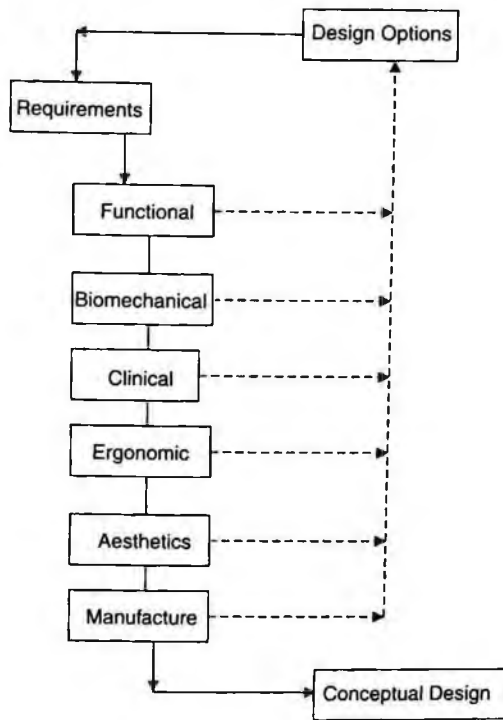 Design Options
Requirements
Functional
Biomechanical
Clinical
Ergonomic
Aesthetics
Manufacture
Conceptual Design